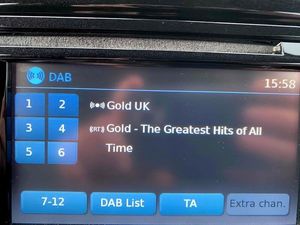 DAB
15:58
1 2
Gold UK
3 4
RT Gold - The Greatest Hits of All
Time
5 6
7-12 DAB List TA Extra chan.